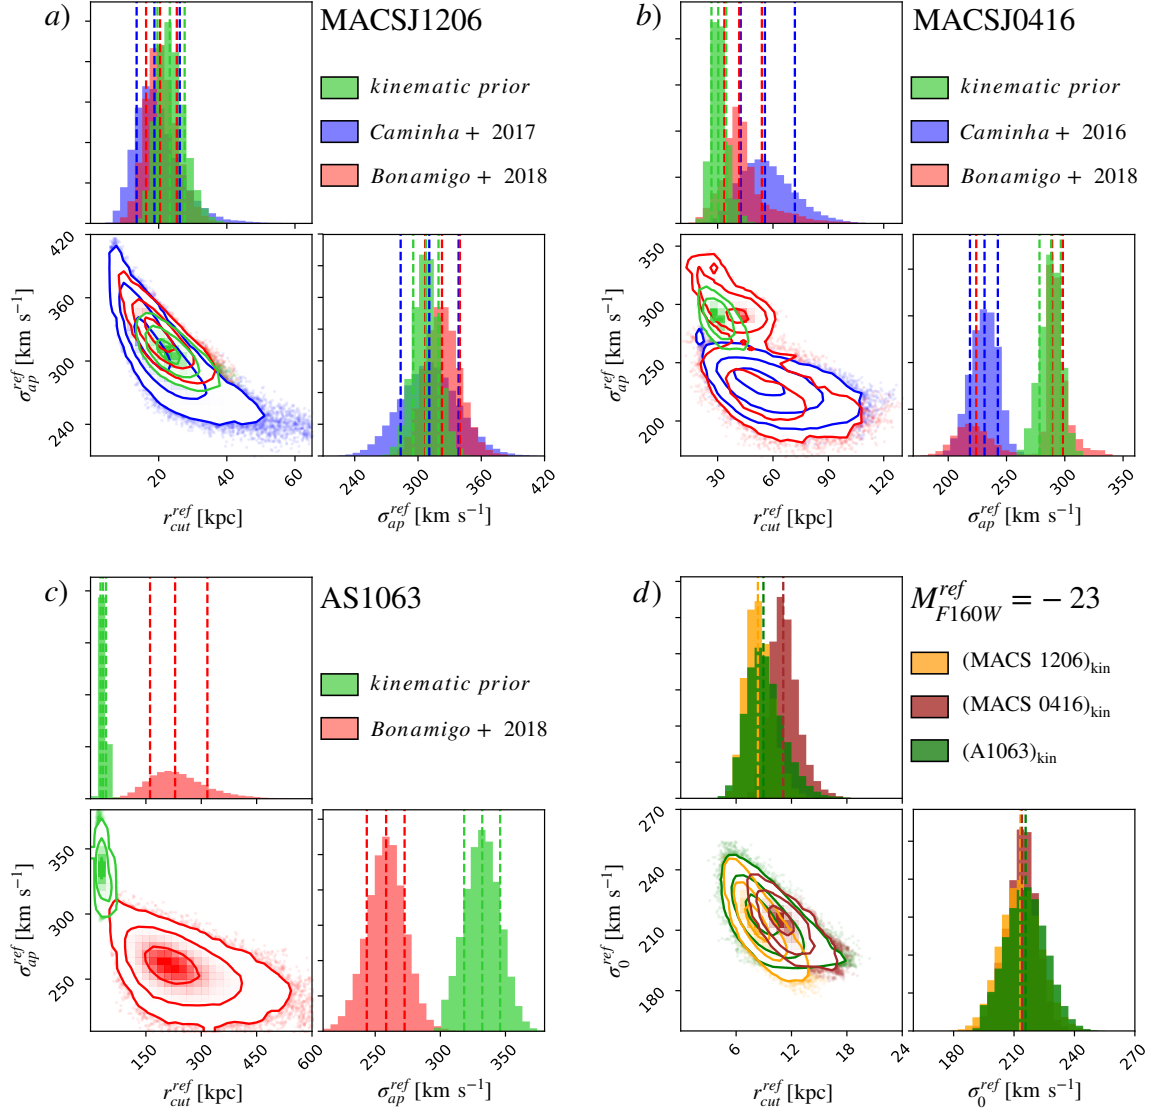 a) MACSJ1206
kinematic prior
Caminha + 2017
Bonamigo + 2018
420
360
300
240
σ_ap^ref [km s⁻¹]
20 40 60
r_cut^ref [kpc]
240 300 360 420
σ_ap^ref [km s⁻¹]
b) MACSJ0416
kinematic prior
Caminha + 2016
Bonamigo + 2018
350
300
250
200
σ_ap^ref [km s⁻¹]
30 60 90 120
r_cut^ref [kpc]
200 250 300 350
σ_ap^ref [km s⁻¹]
c) AS1063
kinematic prior
Bonamigo + 2018
350
300
250
σ_ap^ref [km s⁻¹]
150 300 450 600
r_cut^ref [kpc]
250 300 350
σ_ap^ref [km s⁻¹]
d) M_F160W^ref = − 23
(MACS 1206)_kin
(MACS 0416)_kin
(A1063)_kin
270
240
210
180
σ_0^ref [km s⁻¹]
6 12 18 24
r_cut^ref [kpc]
180 210 240 270
σ_0^ref [km s⁻¹]